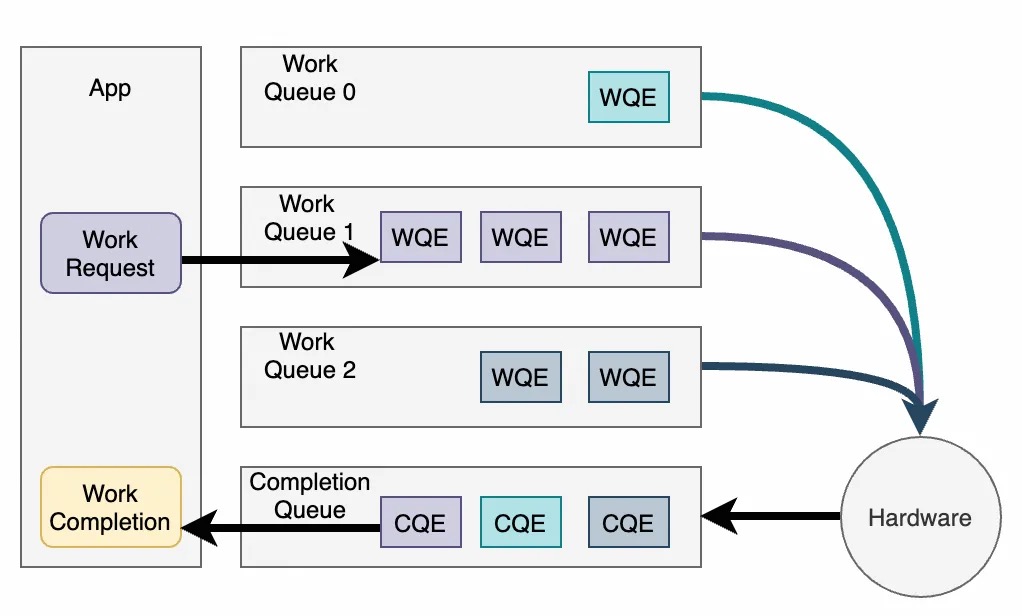 App
Work
Request
Work
Completion
Work
Queue 0
WQE
Work
Queue 1
WQE
WQE
WQE
Work
Queue 2
WQE
WQE
Completion
Queue
CQE
CQE
CQE
Hardware